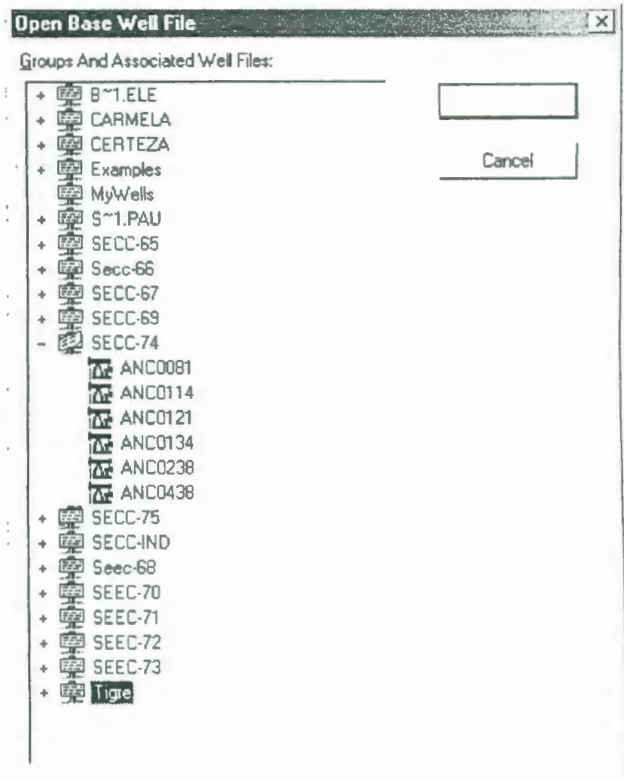 Open Base Well File
Groups And Associated Well Files:
B~1.ELE
CARMELA
CERTEZA
Examples
MyWells
S~1.PAU
SECC-65
Secc-66
SECC-67
SECC-69
SECC-74
ANC0081
ANC0114
ANC0121
ANC0134
ANC0238
ANC0438
SECC-75
SECC-IND
Seec-68
SEEC-70
SEEC-71
SEEC-72
SEEC-73
Tigre
Cancel